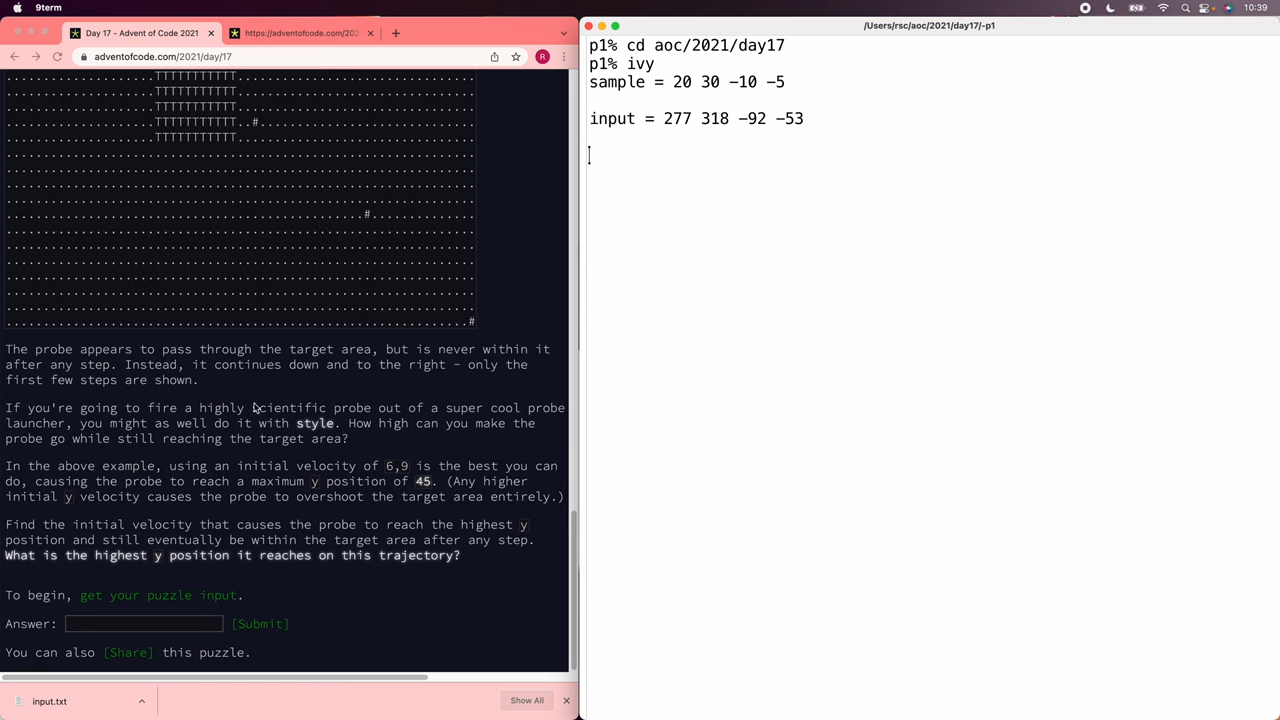 9term
10:39
Day 17 - Advent of Code 2021
https://adventofcode.com/202
adventofcode.com/2021/day/17
R
The probe appears to pass through the target area, but is never within it
after any step. Instead, it continues down and to the right - only the
first few steps are shown.
If you're going to fire a highly scientific probe out of a super cool probe
launcher, you might as well do it with style. How high can you make the
probe go while still reaching the target area?
In the above example, using an initial velocity of 6,9 is the best you can
do, causing the probe to reach a maximum y position of 45. (Any higher
initial y velocity causes the probe to overshoot the target area entirely.)
Find the initial velocity that causes the probe to reach the highest y
position and still eventually be within the target area after any step.
What is the highest y position it reaches on this trajectory?
To begin, get your puzzle input.
Answer: [Submit]
You can also [Share] this puzzle.
input.txt
Show All
/Users/rsc/aoc/2021/day17/-p1
p1% cd aoc/2021/day17
p1% ivy
sample = 20 30 -10 -5
input = 277 318 -92 -53